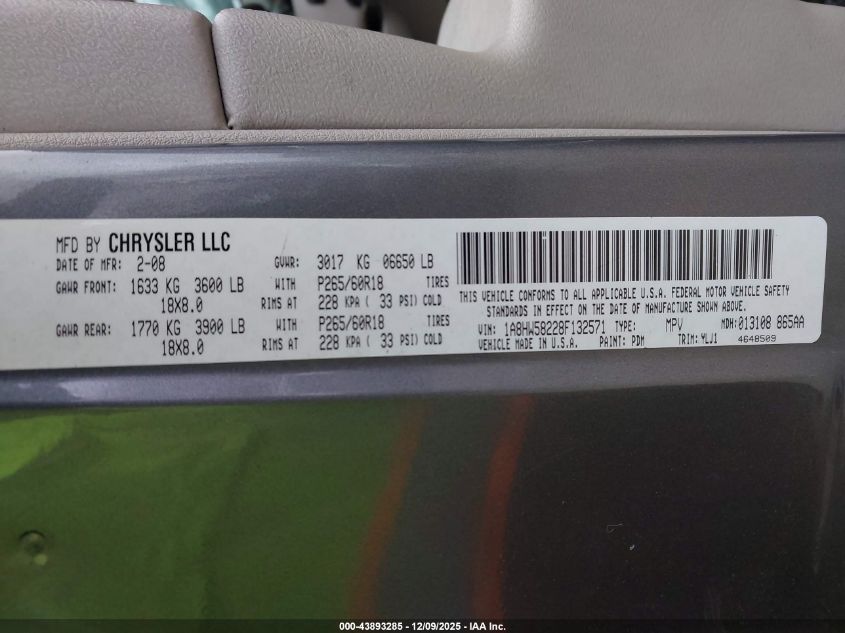 MFD BY CHRYSLER LLC
DATE OF MFR: 2-08 GVWR: 3017 KG 06650 LB
GAWR FRONT: 1633 KG 3600 LB WITH P265/60R18 TIRES
18X8.0 RIMS AT 228 KPA ( 33 PSI) COLD
GAWR REAR: 1770 KG 3900 LB WITH P265/60R18 TIRES
18X8.0 RIMS AT 228 KPA ( 33 PSI) COLD
THIS VEHICLE CONFORMS TO ALL APPLICABLE U.S.A. FEDERAL MOTOR VEHICLE SAFETY
STANDARDS IN EFFECT ON THE DATE OF MANUFACTURE SHOWN ABOVE.
VIN: 1A8HW58228F132571 TYPE: MPV MDH:013108 865AA
VEHICLE MADE IN U.S.A. PAINT: PDM TRIM: YLJ1 4648509
000-43893285 - 12/09/2025 - IAA Inc.